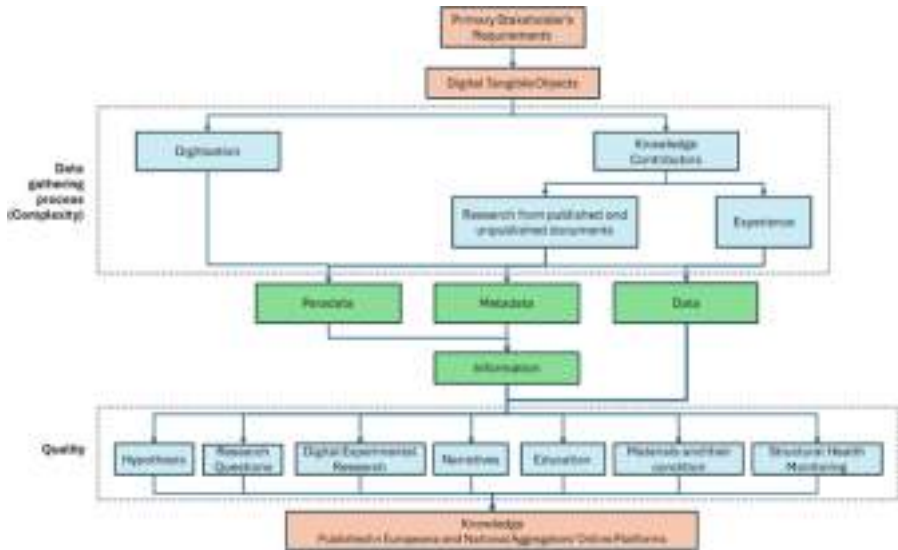 Primary Stakeholder's
Requirements
Digital Tangible Objects
Digitisation
Knowledge
Contributors
Data
gathering
process
(Complexity)
Research from published and
unpublished documents
Experience
Paradata
Metadata
Data
Information
Quality
Hypothesis
Research
Questions
Digital Experimental
Research
Narratives
Education
Materials and their
condition
Structural Health
Monitoring
Knowledge
Published in Europeana and National Aggregators' Online Platforms